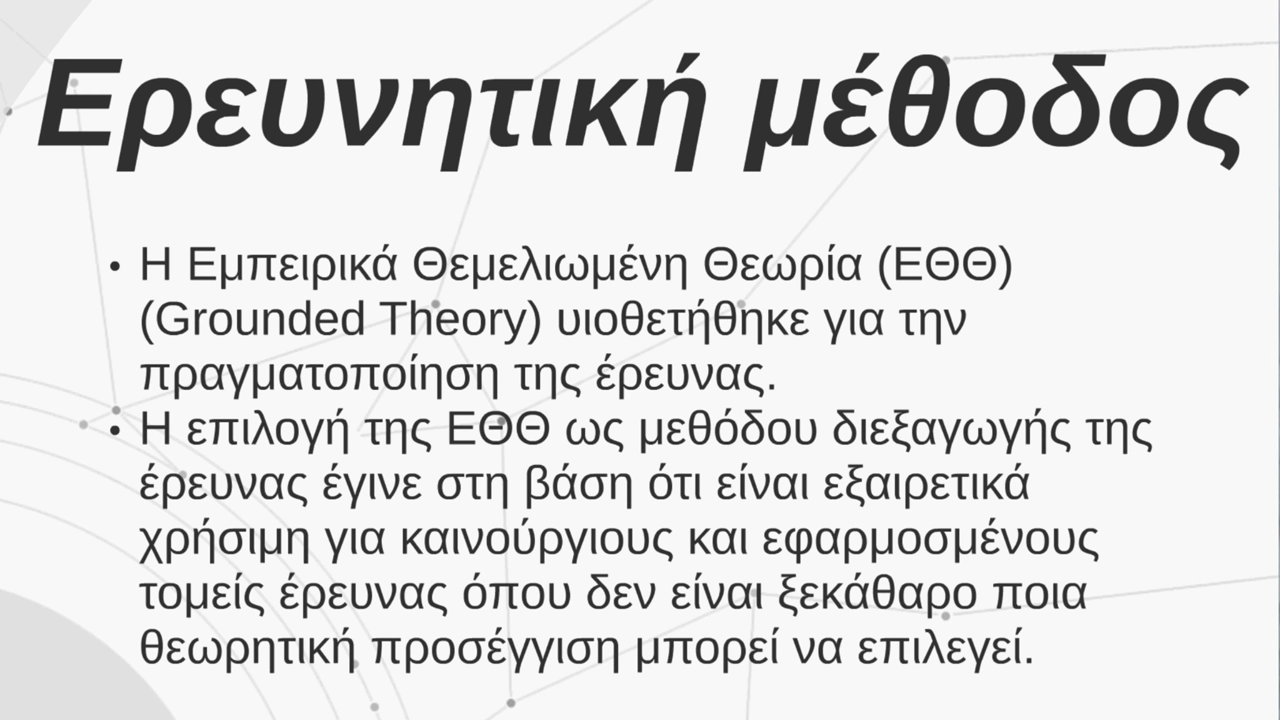 Ερευνητική μέθοδος
• Η Εμπειρικά Θεμελιωμένη Θεωρία (ΕΘΘ)
(Grounded Theory) υιοθετήθηκε για την
πραγματοποίηση της έρευνας.
• Η επιλογή της ΕΘΘ ως μεθόδου διεξαγωγής της
έρευνας έγινε στη βάση ότι είναι εξαιρετικά
χρήσιμη για καινούργιους και εφαρμοσμένους
τομείς έρευνας όπου δεν είναι ξεκάθαρο ποια
θεωρητική προσέγγιση μπορεί να επιλεγεί.